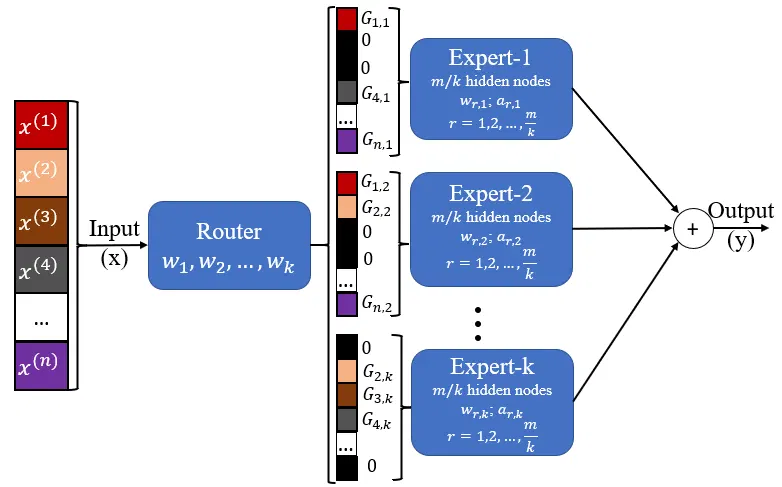 x^(1)
x^(2)
x^(3)
x^(4)
...
x^(n)
Input
(x)
Router
w_1, w_2, ..., w_k
G_{1,1}
0
0
G_{4,1}
...
G_{n,1}
Expert-1
m/k hidden nodes
w_{r,1}; a_{r,1}
r = 1,2, ..., m/k
G_{1,2}
G_{2,2}
0
0
...
G_{n,2}
Expert-2
m/k hidden nodes
w_{r,2}; a_{r,2}
r = 1,2, ..., m/k
0
G_{2,k}
G_{3,k}
G_{4,k}
...
0
Expert-k
m/k hidden nodes
w_{r,k}; a_{r,k}
r = 1,2, ..., m/k
+
Output
(y)